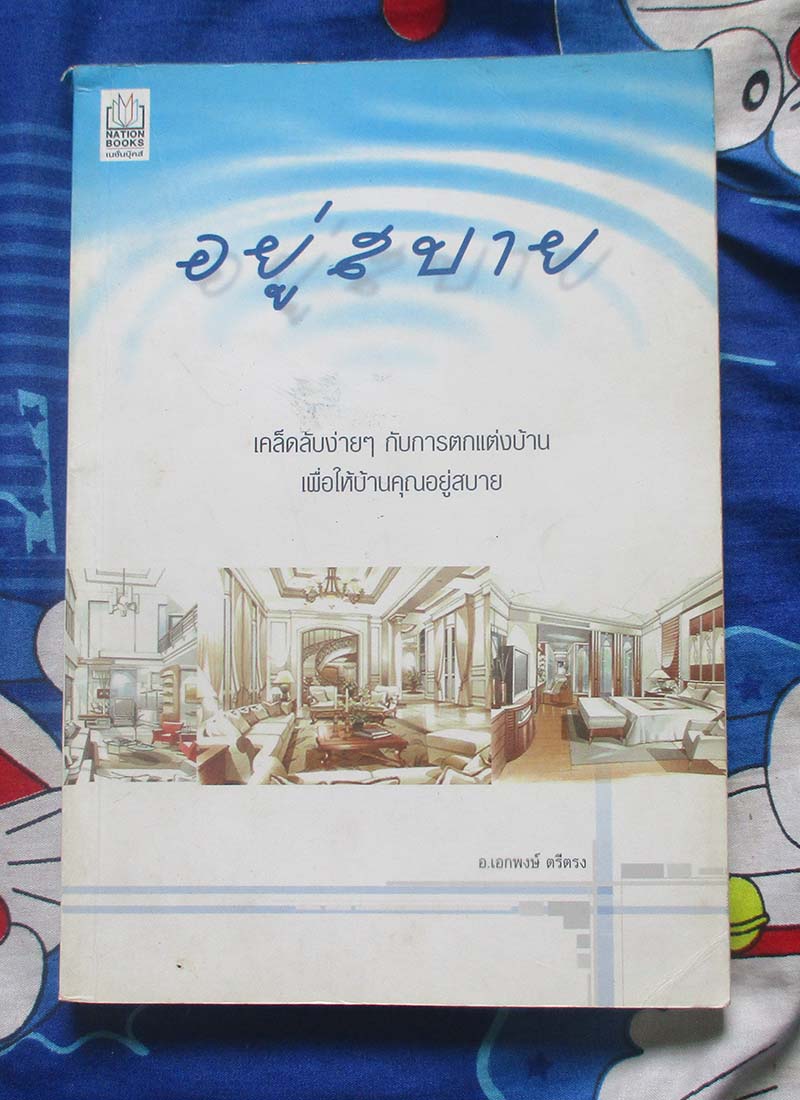 NATION
BOOKS
เนชั่นบุ๊คส์
อยู่สบาย
เคล็ดลับง่ายๆ กับการตกแต่งบ้าน
เพื่อให้บ้านคุณอยู่สบาย
อ.เอกพงษ์ ตรีตรง